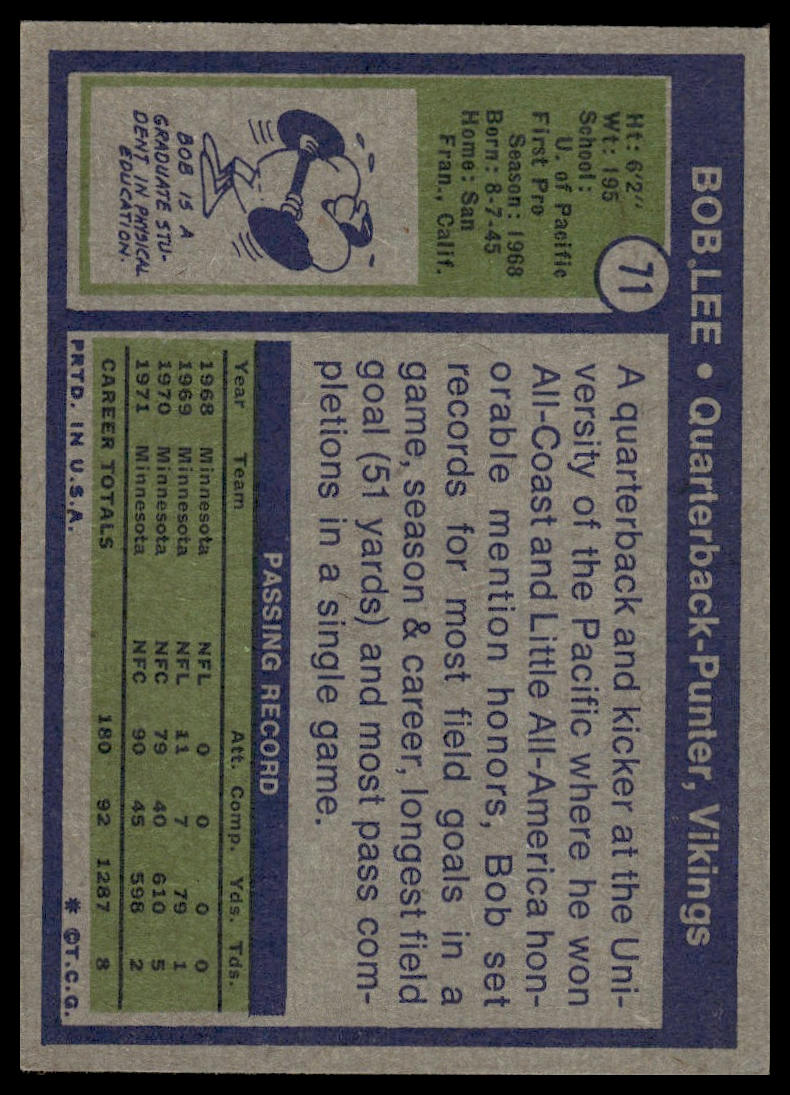 BOB LEE • Quarterback-Punter, Vikings
71
Ht: 6'2"
Wt: 195
School:
U. of Pacific
First Pro
Season: 1968
Born: 8-7-45
Home: San
Fran., Calif.
BOB IS A
GRADUATE STU-
DENT IN PHYSICAL
EDUCATION.
A quarterback and kicker at the Uni-
versity of the Pacific where he won
All-Coast and Little All-America hon-
orable mention honors, Bob set
records for most field goals in a
game, season & career, longest field
goal (51 yards) and most pass com-
pletions in a single game.
PASSING RECORD
Year Team Att. Comp. Yds. Tds.
1968 Minnesota NFL 0 0 0 0
1969 Minnesota NFL 11 7 79 1
1970 Minnesota NFC 79 40 610 5
1971 Minnesota NFC 90 45 598 2
CAREER TOTALS 180 92 1287 8
PRTD. IN U.S.A. * ©T.C.G.